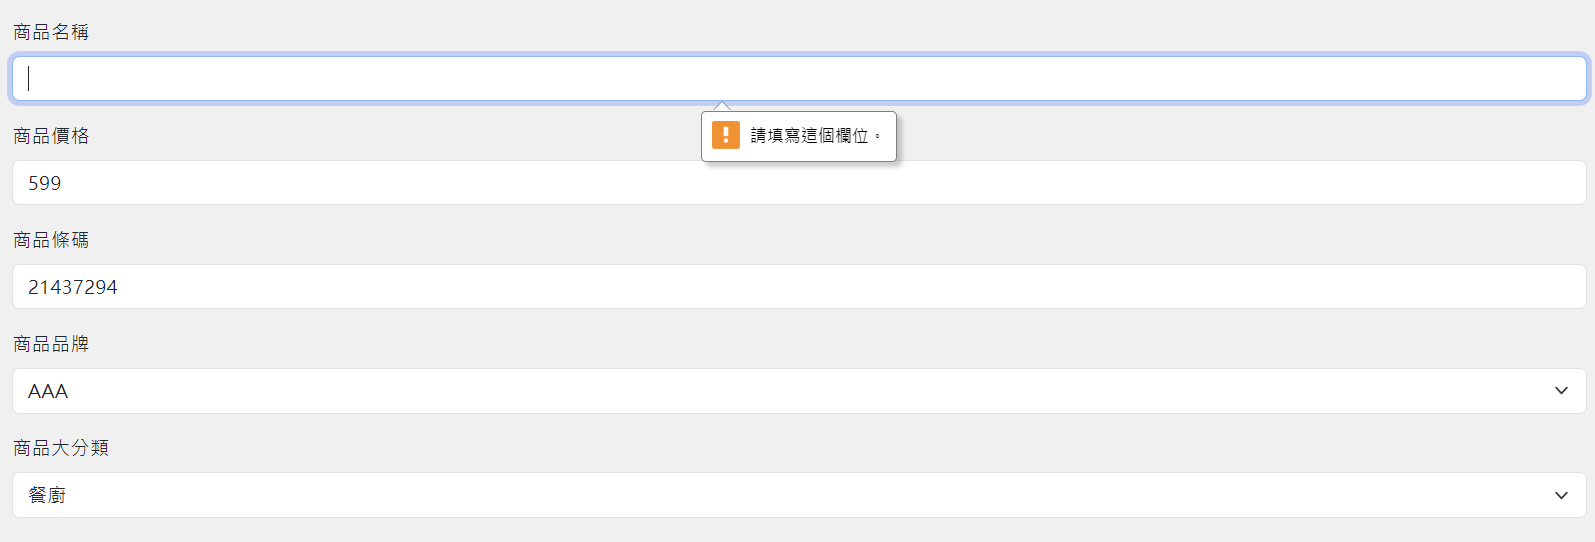 商品名稱
請填寫這個欄位。
商品價格
599
商品條碼
21437294
商品品牌
AAA
商品大分類
餐廚